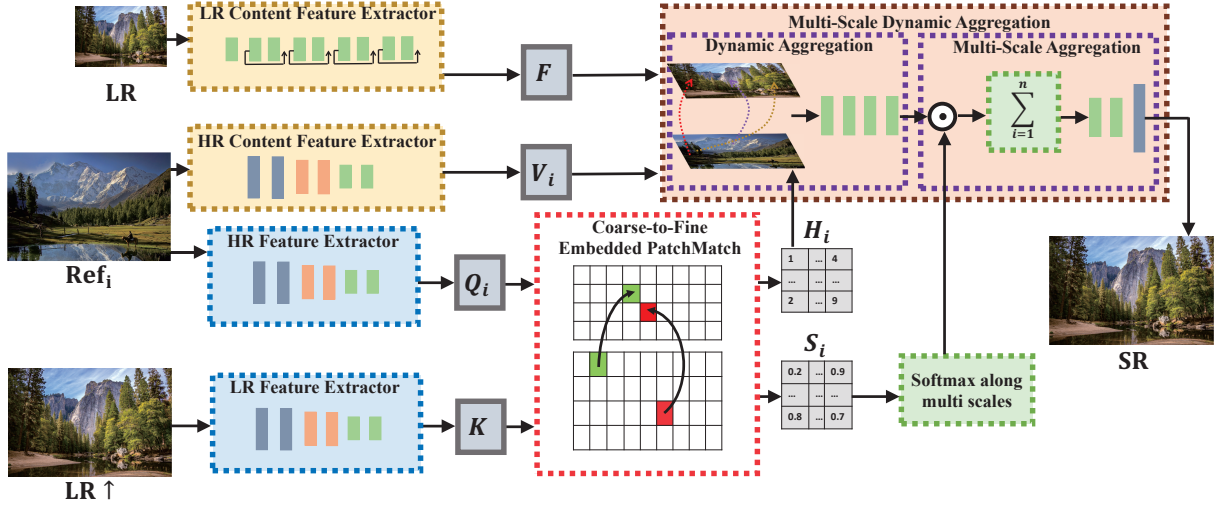 LR Content Feature Extractor
LR
F
HR Content Feature Extractor
V_i
Ref_i
HR Feature Extractor
Q_i
LR Feature Extractor
K
LR ↑
Coarse-to-Fine
Embedded PatchMatch
Multi-Scale Dynamic Aggregation
Dynamic Aggregation
Multi-Scale Aggregation
n
∑
i=1
H_i
1 ... 4
... ... ...
2 ... 9
S_i
0.2 ... 0.9
... ... ...
0.8 ... 0.7
Softmax along
multi scales
SR